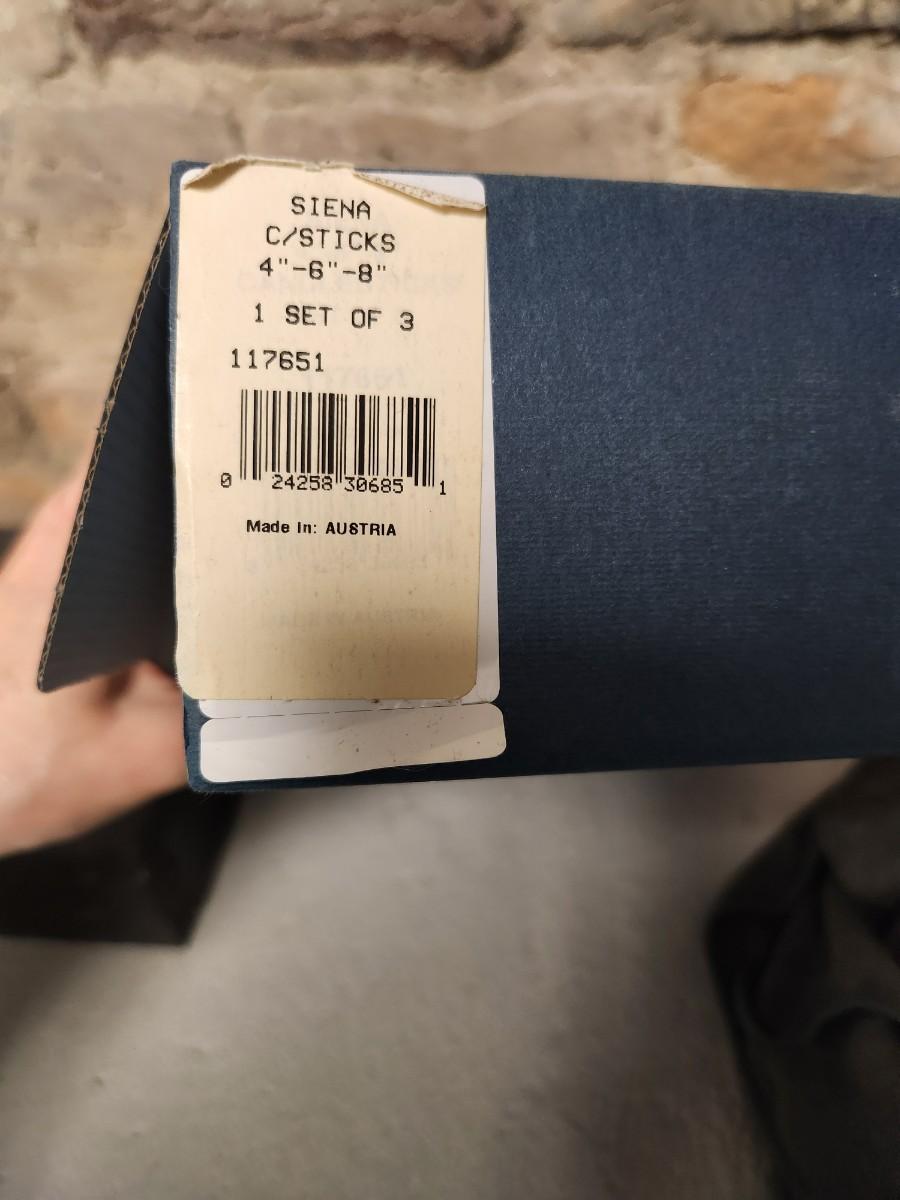 SIENA
C/STICKS
4"-6"-8"
1 SET OF 3
117651
0 24258 30685 1
Made In: AUSTRIA